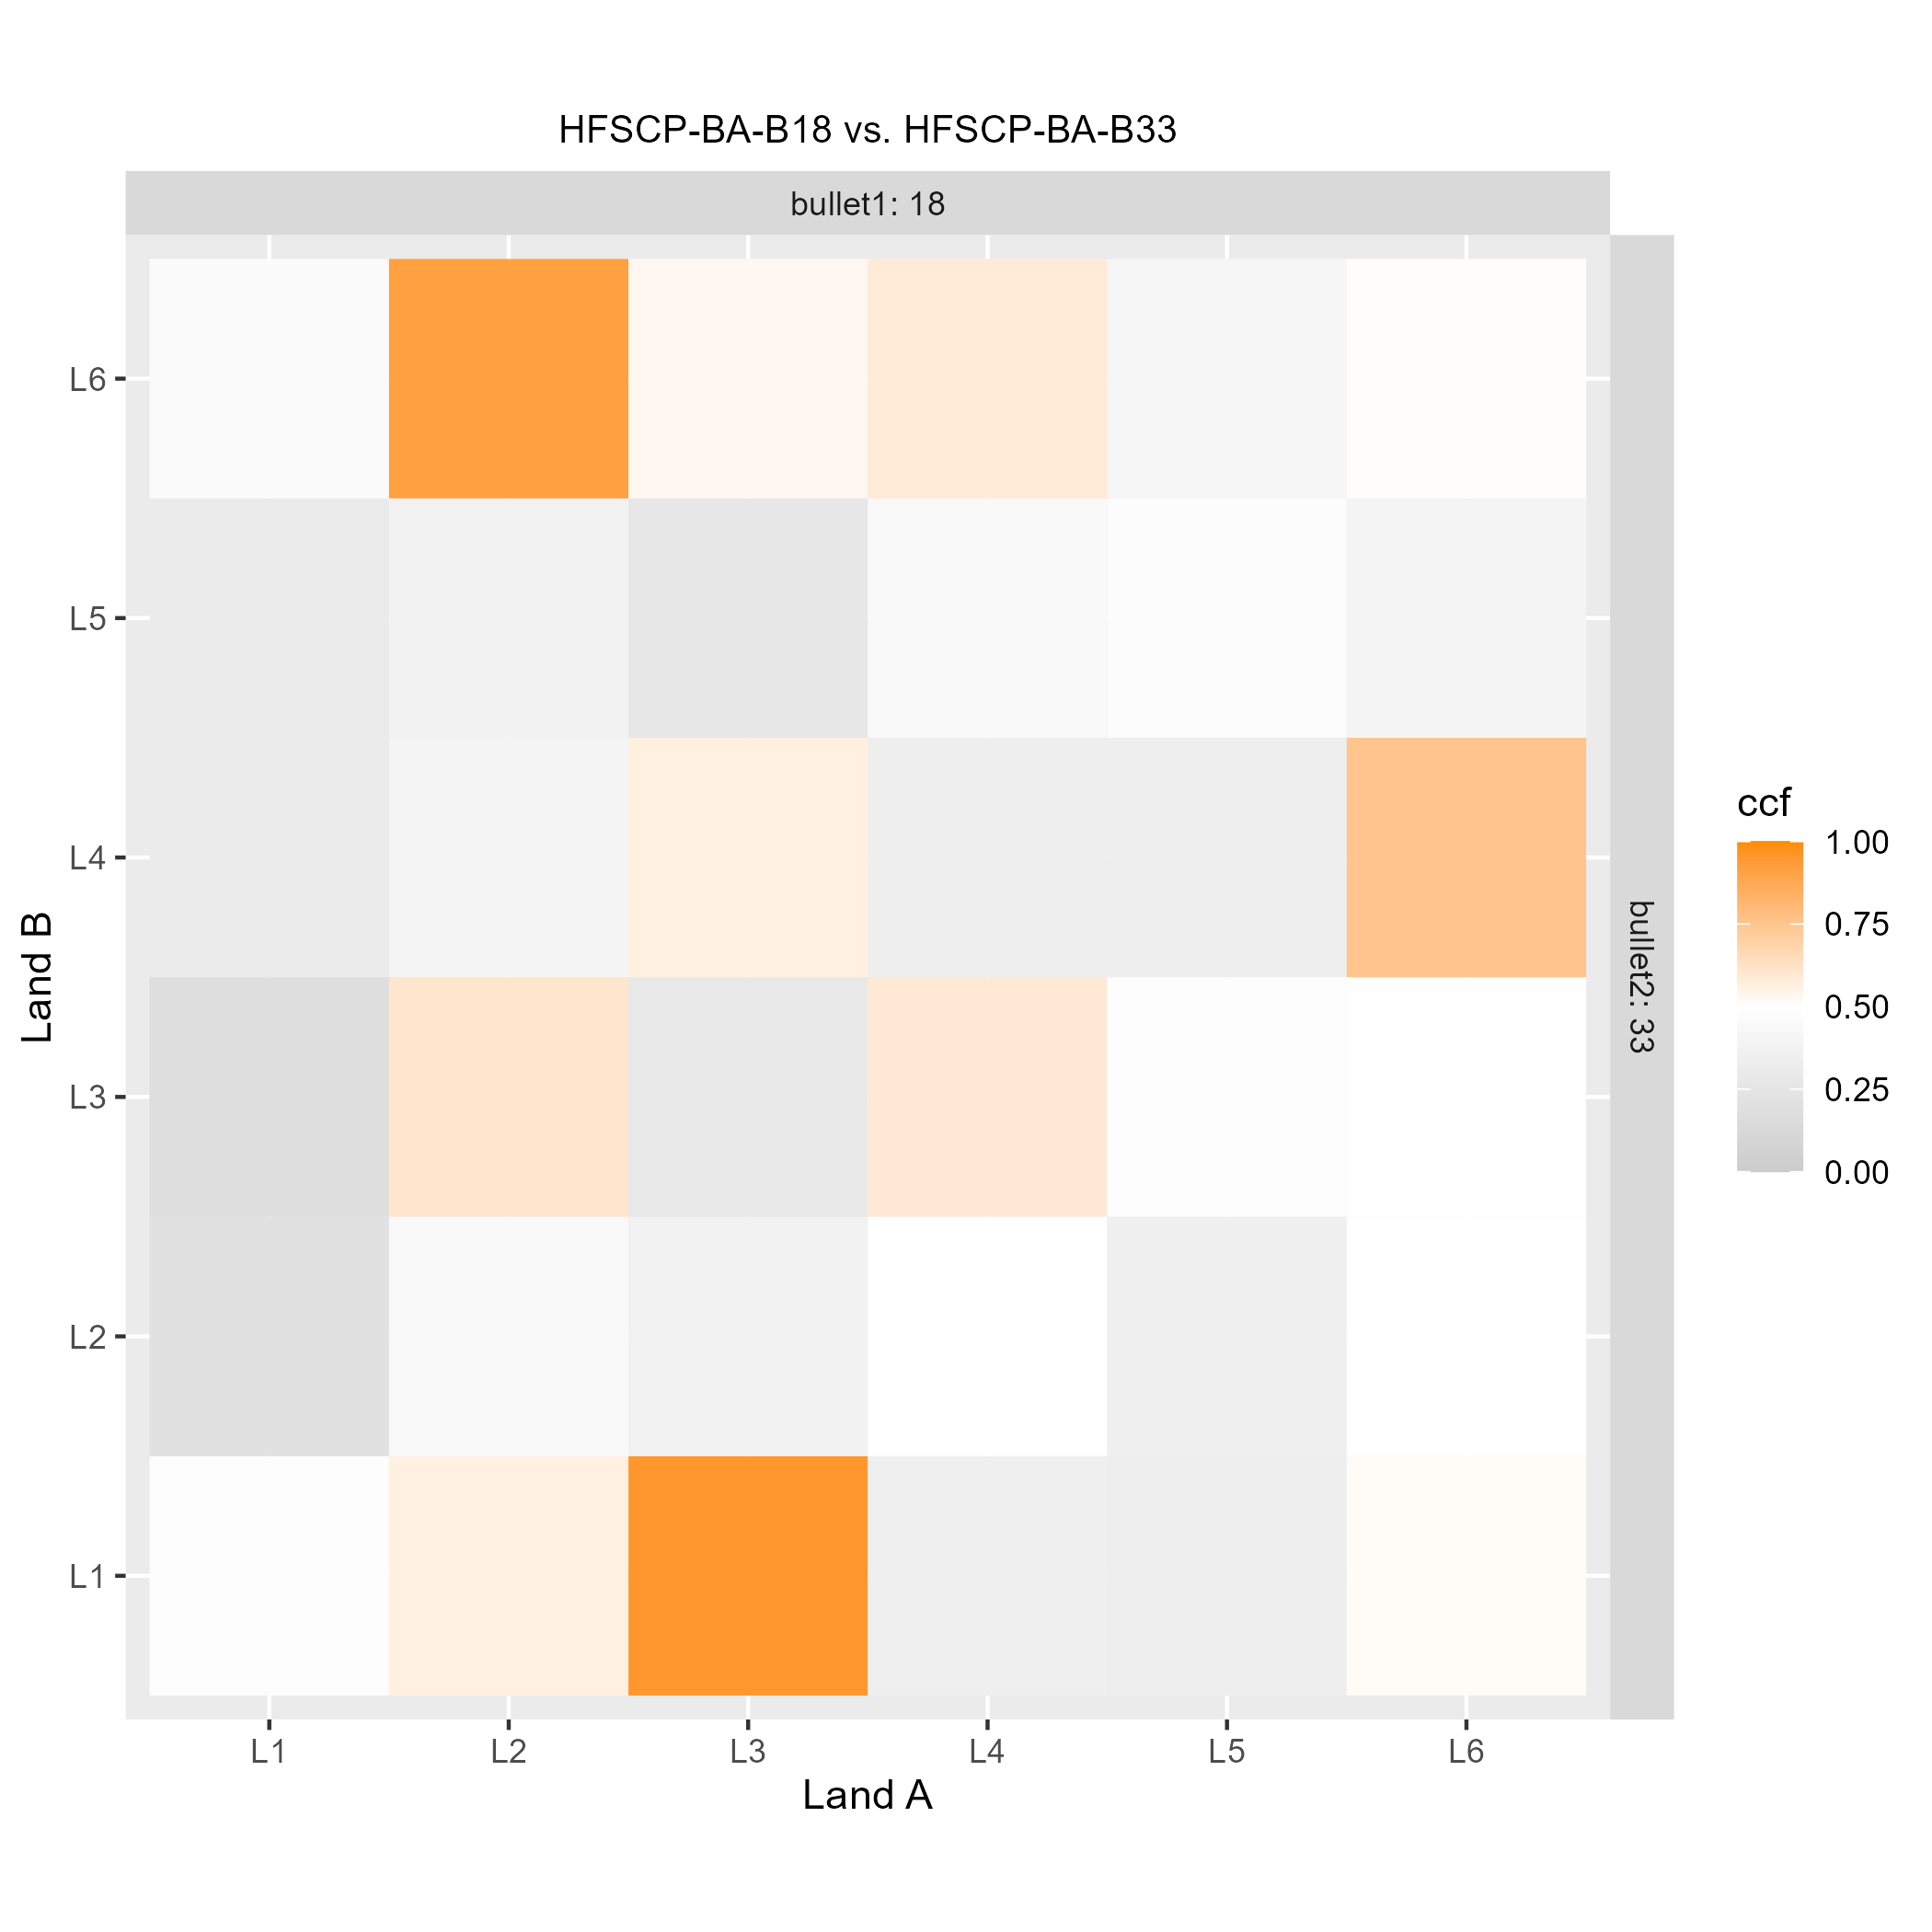 HFSCP-BA-B18 vs. HFSCP-BA-B33
bullet1: 18
L6
L5
L4
L3
L2
L1
Land B
bullet2: 33
L1 L2 L3 L4 L5 L6
Land A
ccf
1.00
0.75
0.50
0.25
0.00